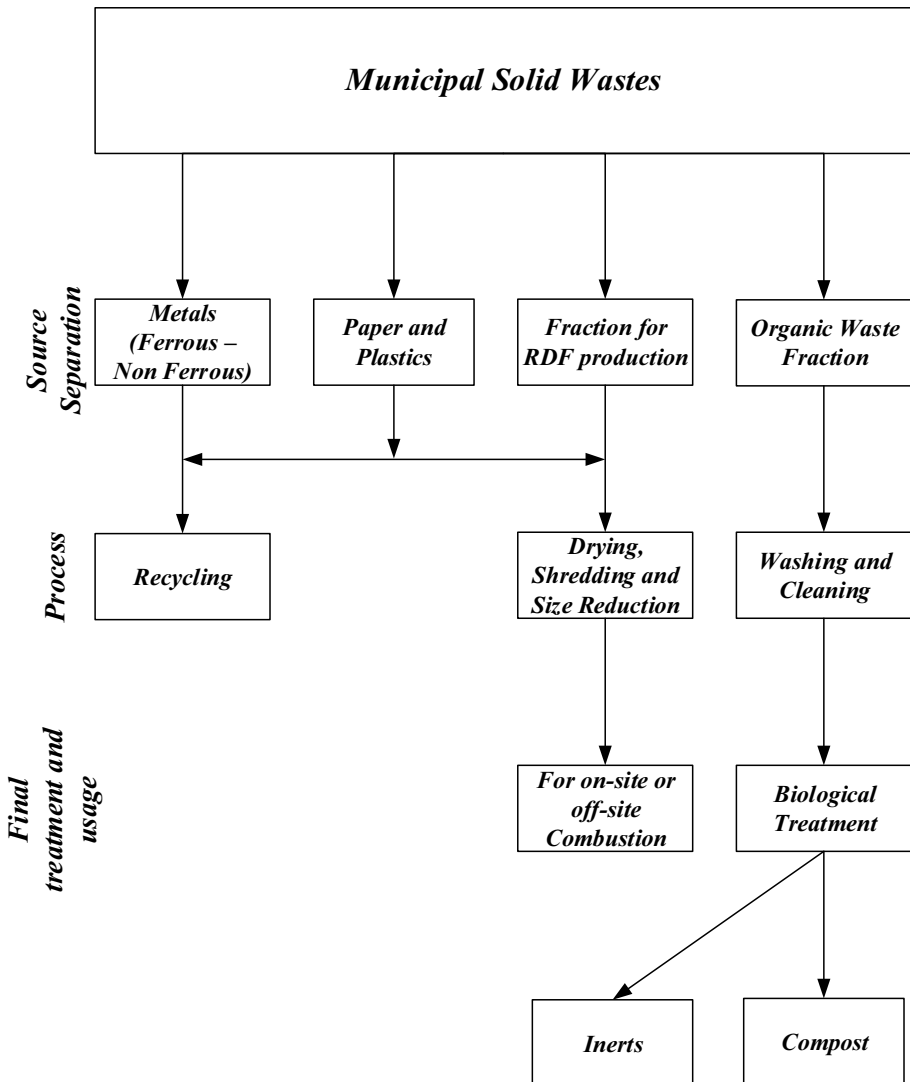 Municipal Solid Wastes
Source
Separation
Metals
(Ferrous –
Non Ferrous)
Paper and
Plastics
Fraction for
RDF production
Organic Waste
Fraction
Process
Recycling
Drying,
Shredding and
Size Reduction
Washing and
Cleaning
Final
treatment and
usage
For on-site or
off-site
Combustion
Biological
Treatment
Inerts
Compost